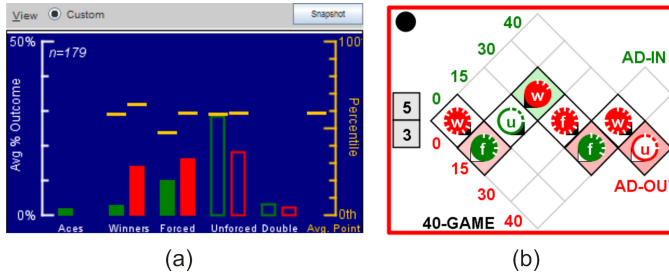 View Custom Snapshot
50%
100%
n=179
Avg % Outcome
Percentile
0%
0th
Aces Winners Forced Unforced Double Avg. Point
(a)
40
30
15
0
AD-IN
5
3
w
w u f w
f f u
0
15
30
40
AD-OUT
40-GAME
(b)